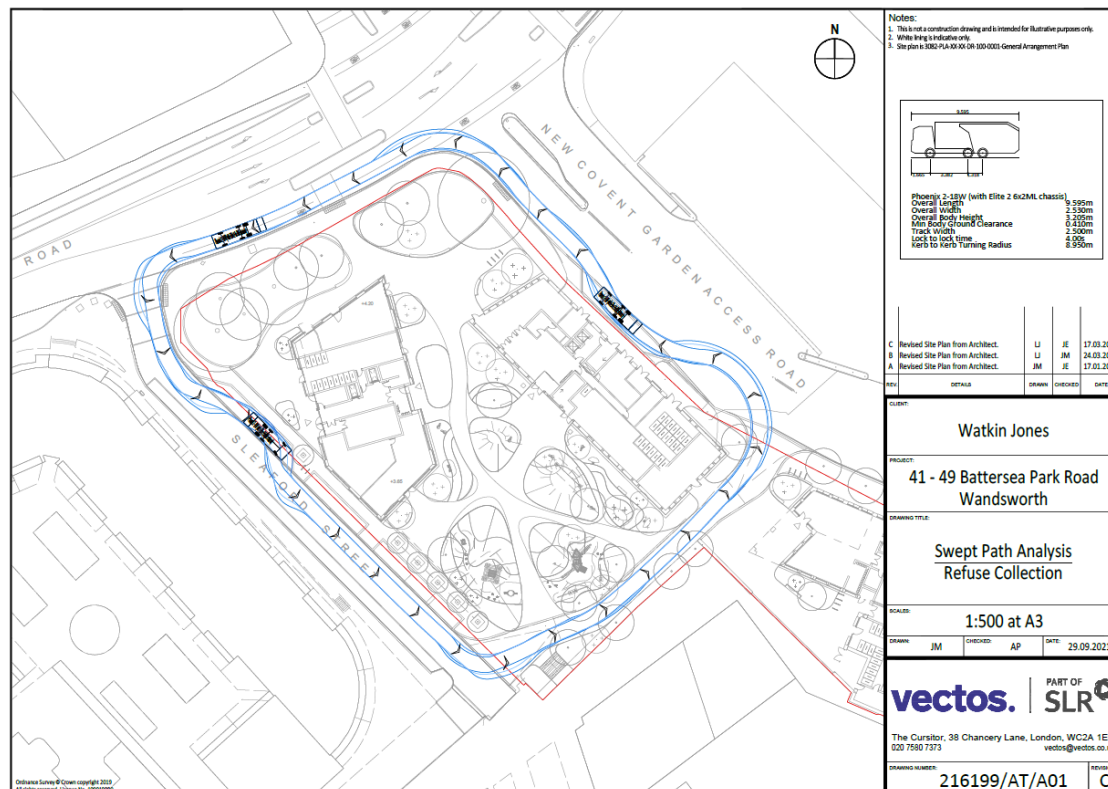 N
ROAD
NEW COVENT GARDEN ACCESS ROAD
SLEAFORD STREE
Ordnance Survey © Crown copyright 2019
Notes:
1. This is not a construction drawing and is intended for illustrative purposes only.
2. White lining is indicative only.
3. Site plan is 3082-PLA-XX-XX-DR-100-0001-General Arrangement Plan
9.595
Phoenix 2-18W (with Elite 2 6x2ML chassis)
Overall Length 9.595m
Overall Width 2.530m
Overall Body Height 3.205m
Min Body Ground Clearance 0.410m
Track Width 2.500m
Lock to lock time 4.00s
Kerb to Kerb Turning Radius 8.950m
C Revised Site Plan from Architect. LJ JE 17.03.20
B Revised Site Plan from Architect. LJ JM 24.03.20
A Revised Site Plan from Architect. JM JE 17.01.20
REV. DETAILS DRAWN CHECKED DATE
CLIENT:
Watkin Jones
PROJECT:
41 - 49 Battersea Park Road
Wandsworth
DRAWING TITLE:
Swept Path Analysis
Refuse Collection
SCALES:
1:500 at A3
DRAWN: JM CHECKED: AP DATE: 29.09.2021
vectos. PART OF
SLR
The Cursitor, 38 Chancery Lane, London, WC2A 1E
020 7580 7373 vectos@vectos.co.u
DRAWING NUMBER: REVIS
216199/AT/A01 C